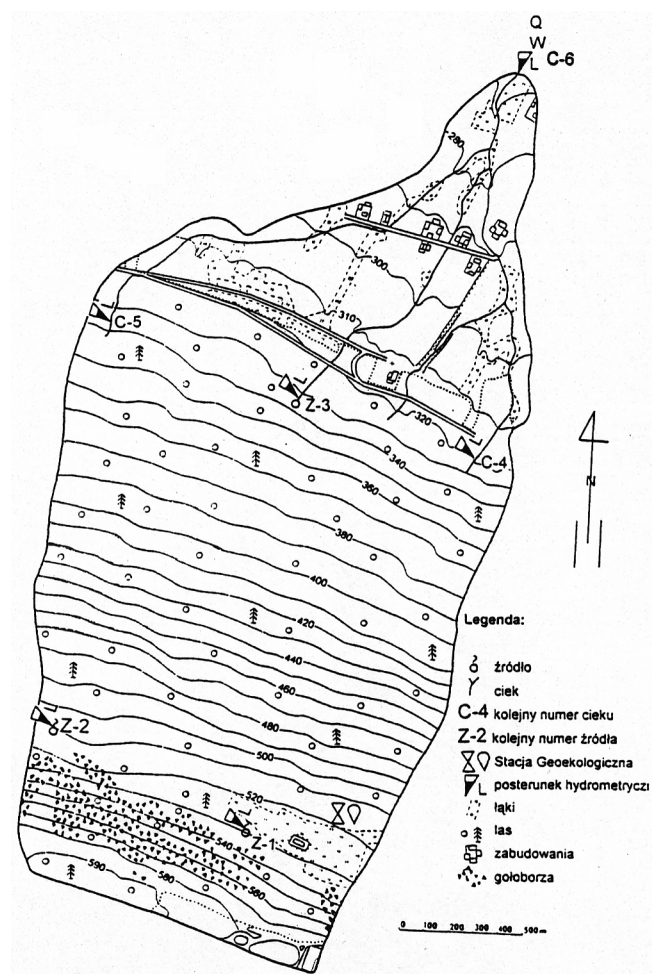 Q
W
L C-6
280
300
310
C-5
Z-3
320
C-4
340
360
380
N
400
420
440
460
480
500
520
Z-2
Z-1
540
560
580
590
Legenda:
źródło
ciek
C-4 kolejny numer cieku
Z-2 kolejny numer źródła
Stacja Geoekologiczna
L posterunek hydrometryczi
łąki
las
zabudowania
gołoborza
0 100 200 300 400 500m